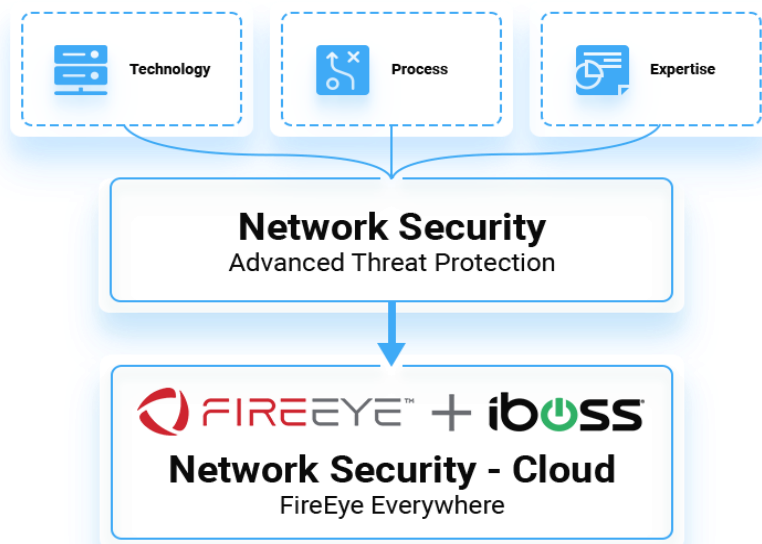 Technology
Process
Expertise
Network Security
Advanced Threat Protection
FIREEYE™ + iboss
Network Security - Cloud
FireEye Everywhere